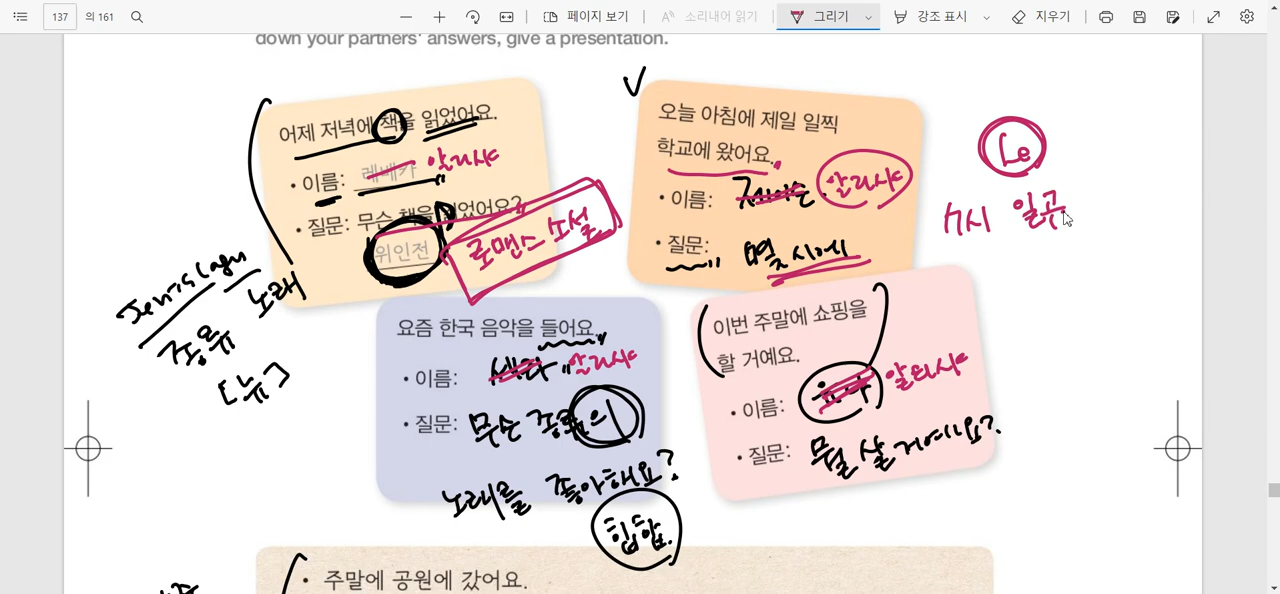 137 의 161 페이지 보기 소리내어 읽기 그리기 강조 표시 지우기
down your partners' answers, give a presentation.
어제 저녁에 책을 읽었어요.
• 이름: 레베카 알리샤
• 질문: 무슨 책을 읽었어요?
위인전
로맨스 소설
오늘 아침에 제일 일찍
학교에 왔어요.
• 이름: 알리샤
• 질문: 몇 시에
Le
7시 일곱
노래
종류
[뉴]
요즘 한국 음악을 들어요.
• 이름: 알리샤
• 질문: 무슨 종류의
노래를 좋아해요?
힙합.
이번 주말에 쇼핑을
할 거예요.
• 이름: 알리샤
• 질문: 뭘 살 거예요?
• 주말에 공원에 갔어요.